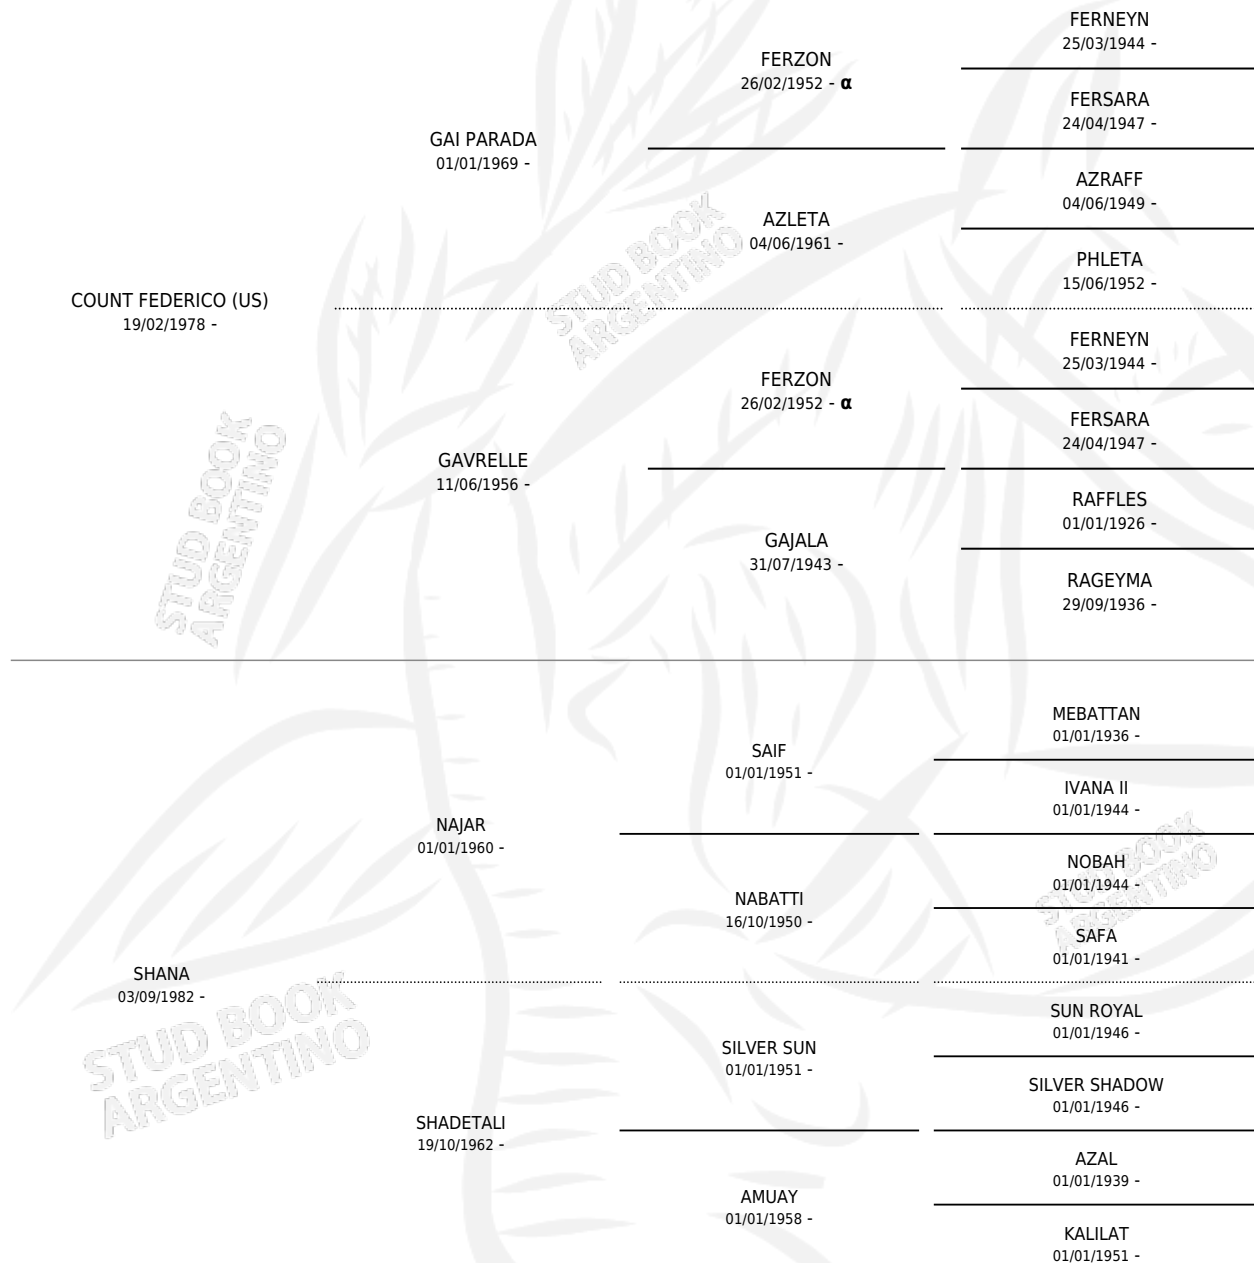 FERNEYN
25/03/1944 -
FERZON
26/02/1952 - α
FERSARA
24/04/1947 -
GAI PARADA
01/01/1969 -
AZRAFF
04/06/1949 -
AZLETA
04/06/1961 -
PHLETA
15/06/1952 -
COUNT FEDERICO (US)
19/02/1978 -
FERNEYN
25/03/1944 -
FERZON
26/02/1952 - α
FERSARA
24/04/1947 -
GAVRELLE
11/06/1956 -
RAFFLES
01/01/1926 -
GAJALA
31/07/1943 -
RAGEYMA
29/09/1936 -
MEBATTAN
01/01/1936 -
SAIF
01/01/1951 -
IVANA II
01/01/1944 -
NAJAR
01/01/1960 -
NOBAH
01/01/1944 -
NABATTI
16/10/1950 -
SAFA
01/01/1941 -
SHANA
03/09/1982 -
SUN ROYAL
01/01/1946 -
SILVER SUN
01/01/1951 -
SILVER SHADOW
01/01/1946 -
SHADETALI
19/10/1962 -
AZAL
01/01/1939 -
AMUAY
01/01/1958 -
KALILAT
01/01/1951 -
STUD BOOK
ARGENTINO
STUD BOOK
ARGENTINO
STUD BOOK
ARGENTINO
STUD BOOK
ARGENTINO